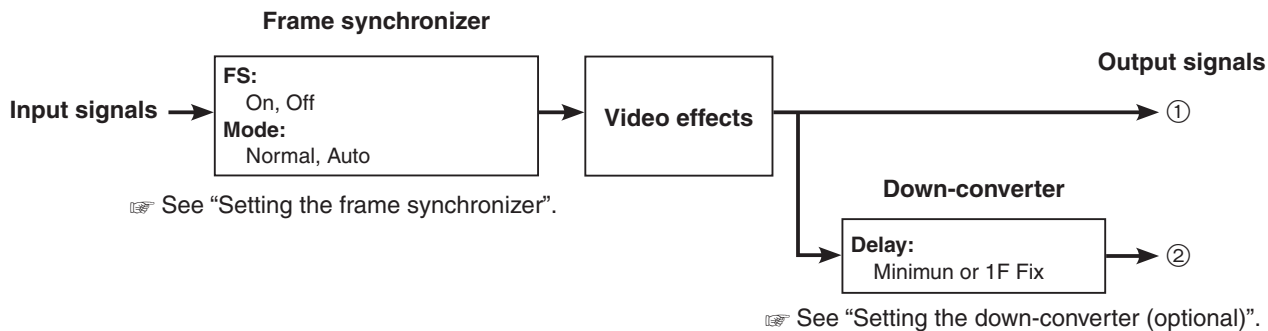 Frame synchronizer
Output signals
Input signals
FS:
On, Off
Mode:
Normal, Auto
Video effects
①
☞ See “Setting the frame synchronizer”.
Down-converter
Delay:
Minimun or 1F Fix
②
☞ See “Setting the down-converter (optional)”.